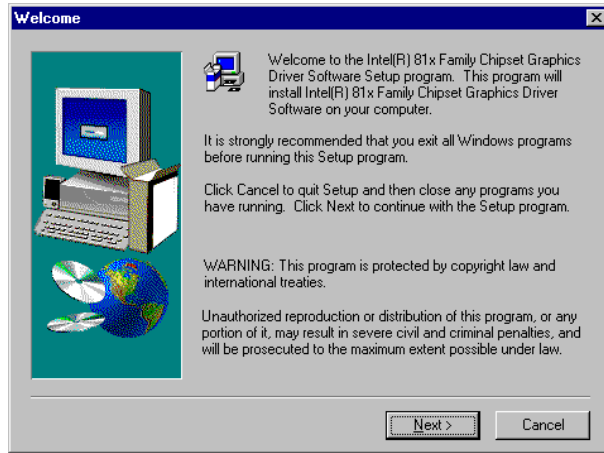 Welcome
Welcome to the Intel(R) 81x Family Chipset Graphics
Driver Software Setup program. This program will
install Intel(R) 81x Family Chipset Graphics Driver
Software on your computer.
It is strongly recommended that you exit all Windows programs
before running this Setup program.
Click Cancel to quit Setup and then close any programs you
have running. Click Next to continue with the Setup program.
WARNING: This program is protected by copyright law and
international treaties.
Unauthorized reproduction or distribution of this program, or any
portion of it, may result in severe civil and criminal penalties, and
will be prosecuted to the maximum extent possible under law.
Next >
Cancel